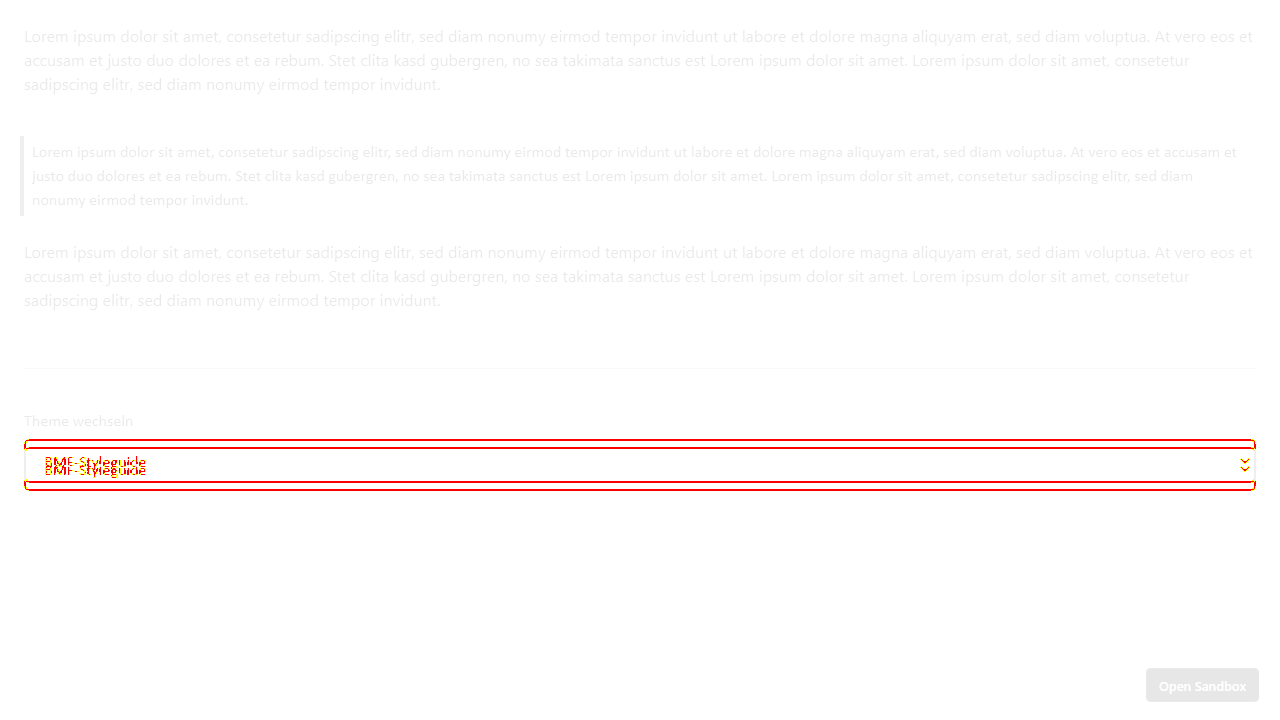 Lorem ipsum dolor sit amet, consetetur sadipscing elitr, sed diam nonumy eirmod tempor invidunt ut labore et dolore magna aliquyam erat, sed diam voluptua. At vero eos et
accusam et justo duo dolores et ea rebum. Stet clita kasd gubergren, no sea takimata sanctus est Lorem ipsum dolor sit amet. Lorem ipsum dolor sit amet, consetetur
sadipscing elitr, sed diam nonumy eirmod tempor invidunt.
Lorem ipsum dolor sit amet, consetetur sadipscing elitr, sed diam nonumy eirmod tempor invidunt ut labore et dolore magna aliquyam erat, sed diam voluptua. At vero eos et accusam et
justo duo dolores et ea rebum. Stet clita kasd gubergren, no sea takimata sanctus est Lorem ipsum dolor sit amet. Lorem ipsum dolor sit amet, consetetur sadipscing elitr, sed diam
nonumy eirmod tempor invidunt.
Lorem ipsum dolor sit amet, consetetur sadipscing elitr, sed diam nonumy eirmod tempor invidunt ut labore et dolore magna aliquyam erat, sed diam voluptua. At vero eos et
accusam et justo duo dolores et ea rebum. Stet clita kasd gubergren, no sea takimata sanctus est Lorem ipsum dolor sit amet. Lorem ipsum dolor sit amet, consetetur
sadipscing elitr, sed diam nonumy eirmod tempor invidunt.
Theme wechseln
BMF-Styleguide
BMF-Styleguide
Open Sandbox